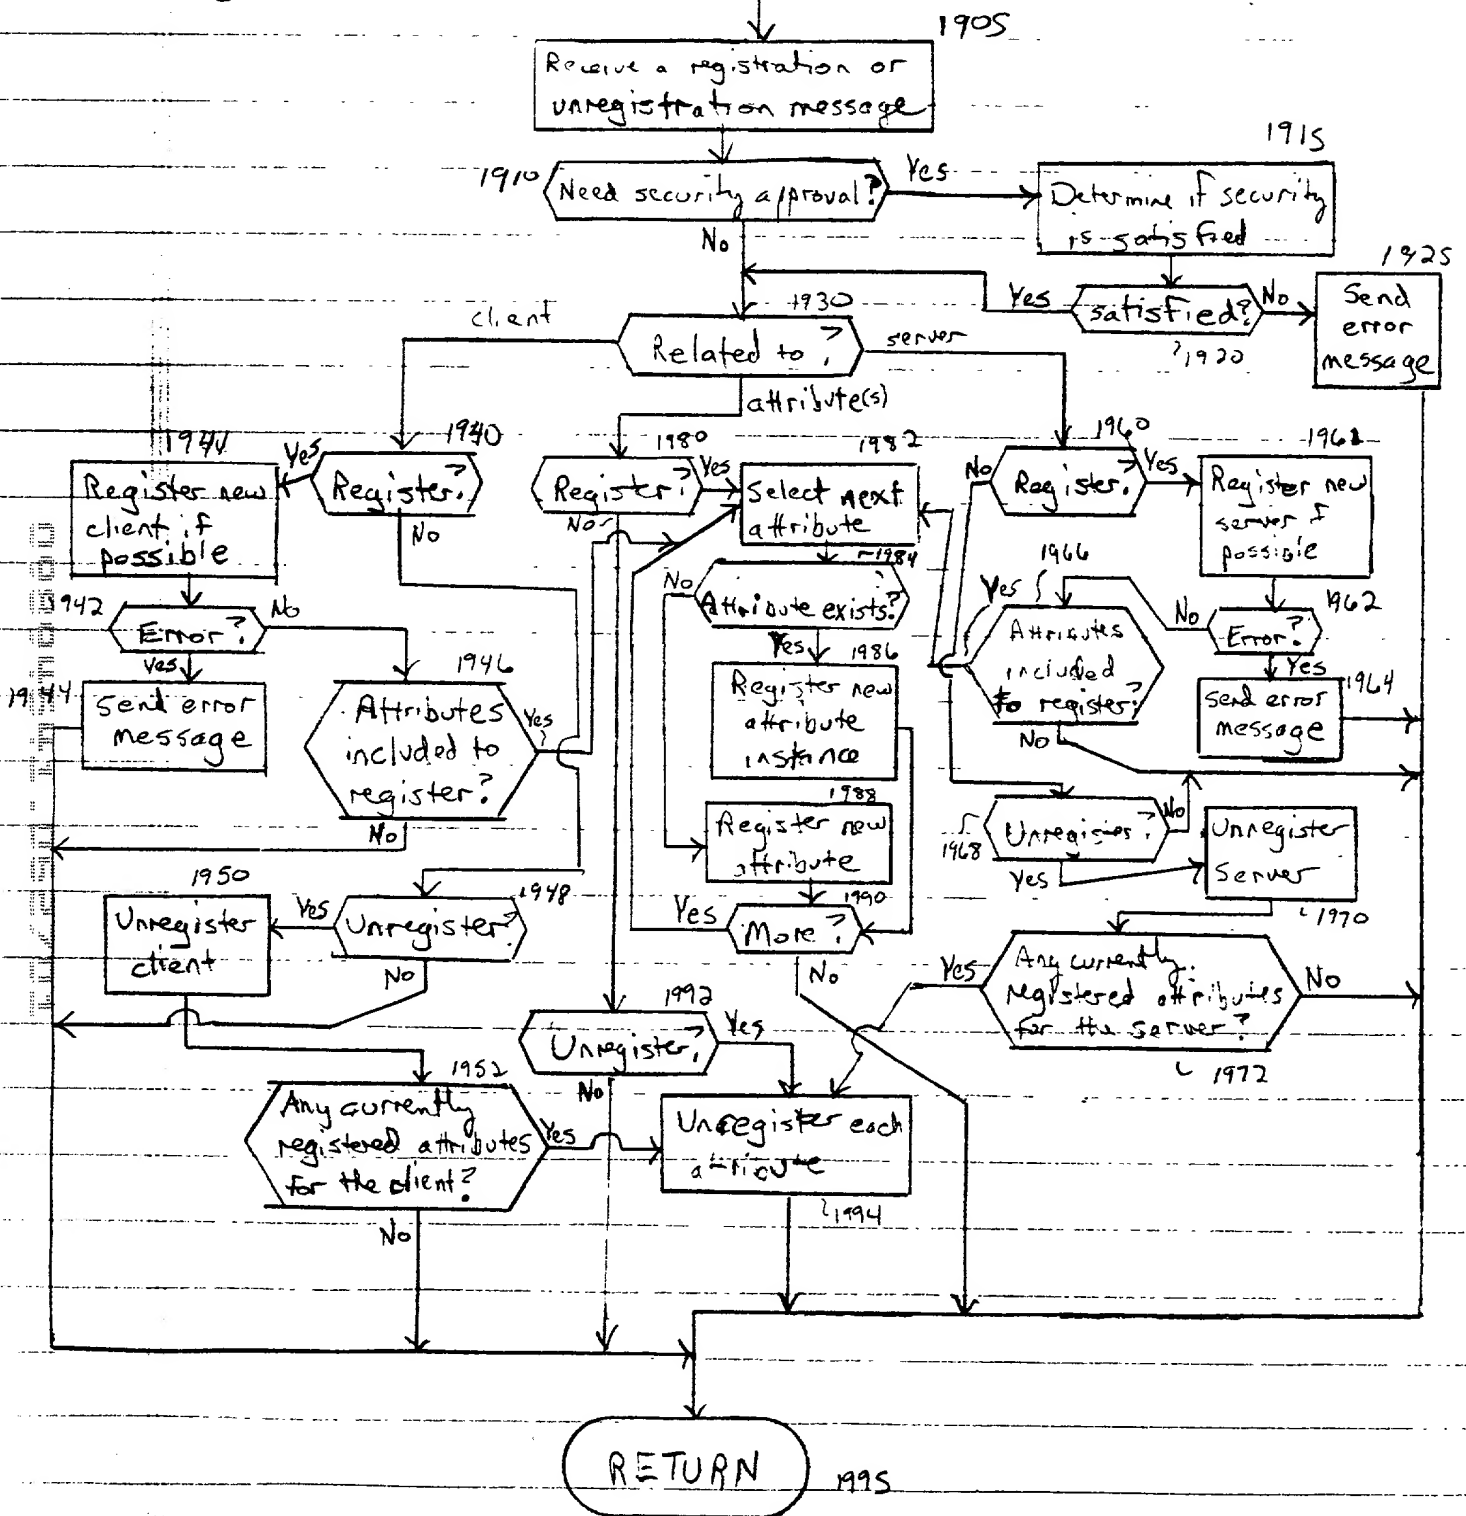 1905
Receive a registration or
unregistration message
1910
Need security approval?
Yes
No
1915
Determine if security
is satisfied
1925
Send
error
message
Yes
satisfied?
No
1920
1930
Related to?
client
server
attribute(s)
1940
Register?
Yes
No
Register new
client if
possible
1942
Error?
No
Yes
1944
Send error
message
1946
Attributes
included to
register?
Yes
No
1948
Unregister?
Yes
No
1950
Unregister
client
1952
Any currently
registered attributes
for the client?
Yes
No
1980
Register?
Yes
No
1982
Select next
attribute
1984
Attribute exists?
No
Yes
1986
Register new
attribute
instance
1988
Register new
attribute
1990
More?
Yes
No
1992
Unregister?
Yes
No
Unregister each
attribute
1994
1960
Register?
No
Yes
Register new
server if
possible
1962
Error?
No
Yes
1964
send error
message
1966
Yes
Attributes
included
to register?
No
1968
Unregister?
No
Yes
Unregister
Server
1970
Any currently
registered attributes
for the server?
Yes
No
1972
RETURN
1995